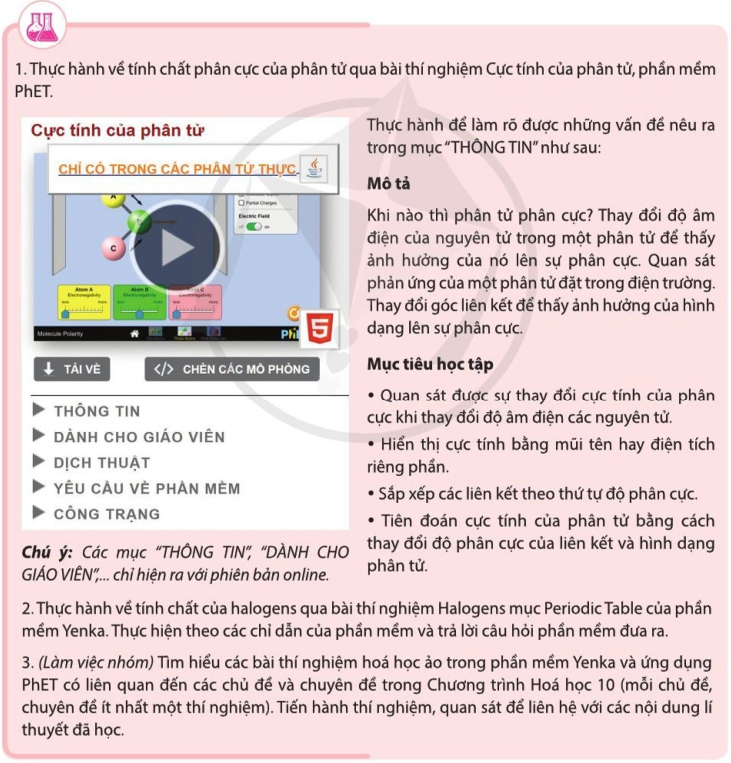 1. Thực hành về tính chất phân cực của phân tử qua bài thí nghiệm Cực tính của phân tử, phần mềm
PhET.
Cực tính của phân tử
CHỈ CÓ TRONG CÁC PHÂN TỬ THỰC
A
C
Partial Charges
Electric Field
Atom A
Electronegativity
Atom B
Electronegativity
Electronegativity
Molecule Polarity
TẢI VỀ
</> CHÈN CÁC MÔ PHỎNG
THÔNG TIN
DÀNH CHO GIÁO VIÊN
DỊCH THUẬT
YÊU CẦU VỀ PHẦN MỀM
CÔNG TRẠNG
Chú ý: Các mục “THÔNG TIN”, “DÀNH CHO
GIÁO VIÊN”,... chỉ hiện ra với phiên bản online.
Thực hành để làm rõ được những vấn đề nêu ra
trong mục “THÔNG TIN” như sau:
Mô tả
Khi nào thì phân tử phân cực? Thay đổi độ âm
điện của nguyên tử trong một phân tử để thấy
ảnh hưởng của nó lên sự phân cực. Quan sát
phản ứng của một phân tử đặt trong điện trường.
Thay đổi góc liên kết để thấy ảnh hưởng của hình
dạng lên sự phân cực.
Mục tiêu học tập
• Quan sát được sự thay đổi cực tính của phân
cực khi thay đổi độ âm điện các nguyên tử.
• Hiển thị cực tính bằng mũi tên hay điện tích
riêng phần.
• Sắp xếp các liên kết theo thứ tự độ phân cực.
• Tiên đoán cực tính của phân tử bằng cách
thay đổi độ phân cực của liên kết và hình dạng
phân tử.
2. Thực hành về tính chất của halogens qua bài thí nghiệm Halogens mục Periodic Table của phần
mềm Yenka. Thực hiện theo các chỉ dẫn của phần mềm và trả lời câu hỏi phần mềm đưa ra.
3. (Làm việc nhóm) Tìm hiểu các bài thí nghiệm hoá học ảo trong phần mềm Yenka và ứng dụng
PhET có liên quan đến các chủ đề và chuyên đề trong Chương trình Hoá học 10 (mỗi chủ đề,
chuyên đề ít nhất một thí nghiệm). Tiến hành thí nghiệm, quan sát để liên hệ với các nội dung lí
thuyết đã học.